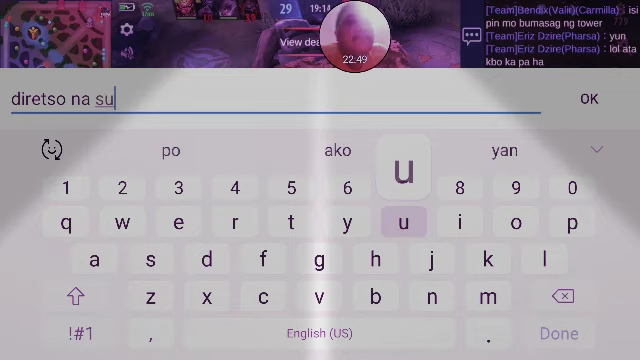 29 19:14
View dea
22:49
[Team]Bendix(Valir)(Carmilla) : isi
pin mo bumasag ng tower
[Team]Eriz Dzire(Pharsa) : yun
[Team]Eriz Dzire(Pharsa) : lol ata
kbo ka pa ha
diretso na su
OK
po ako yan
u
1 2 3 4 5 6 8 9 0
q w e r t y u i o p
a s d f g h j k l
z x c v b n m
!#1 , English (US) . Done